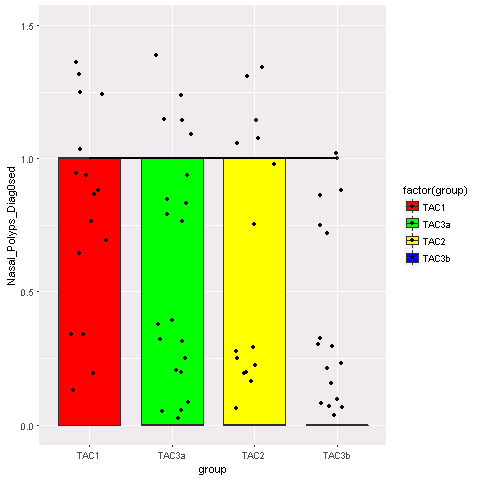 1.5
1.0
0.5
0.0
Nasal_Polyps_Diag0sed
TAC1
TAC3a
TAC2
TAC3b
group
factor(group)
TAC1
TAC3a
TAC2
TAC3b